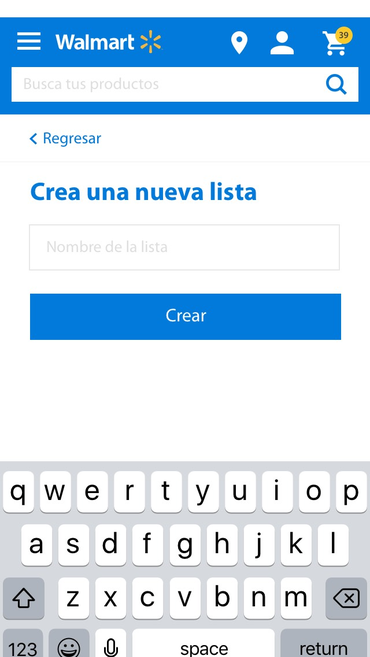 Walmart
39
Busca tus productos
Regresar
Crea una nueva lista
Nombre de la lista
Crear
q w e r t y u i o p
a s d f g h j k l
z x c v b n m
123 space return